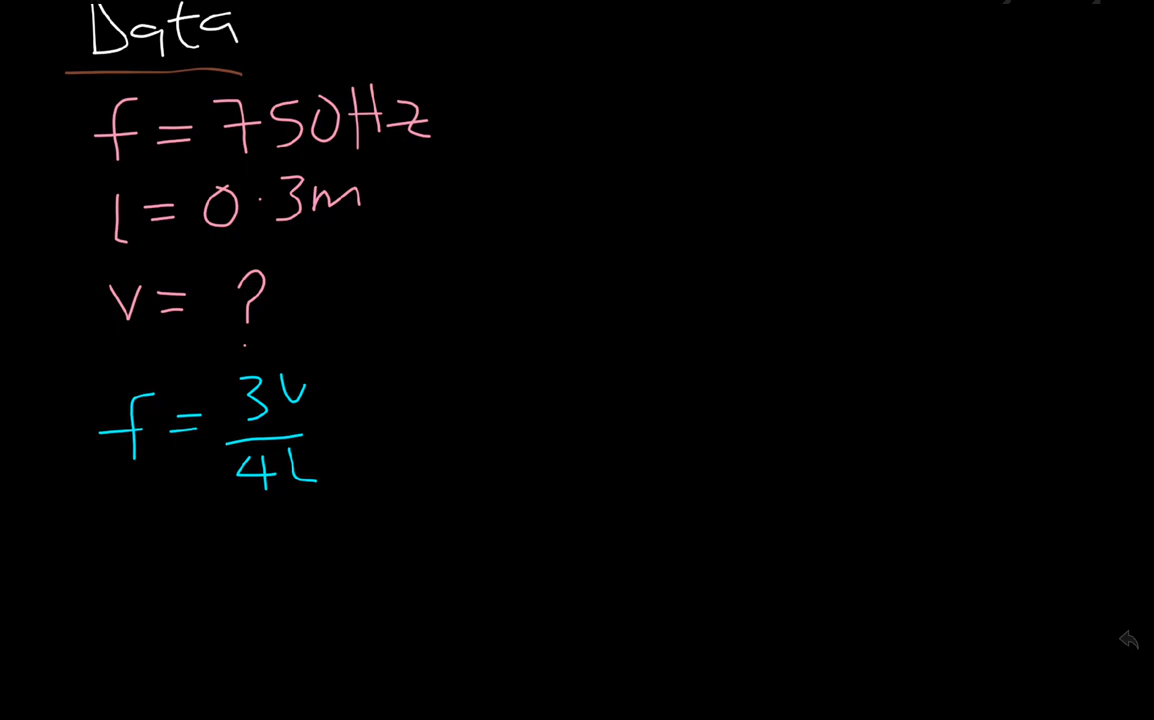 Data
f = 750Hz
l = 0.3m
v = ?
f = 3v
4L